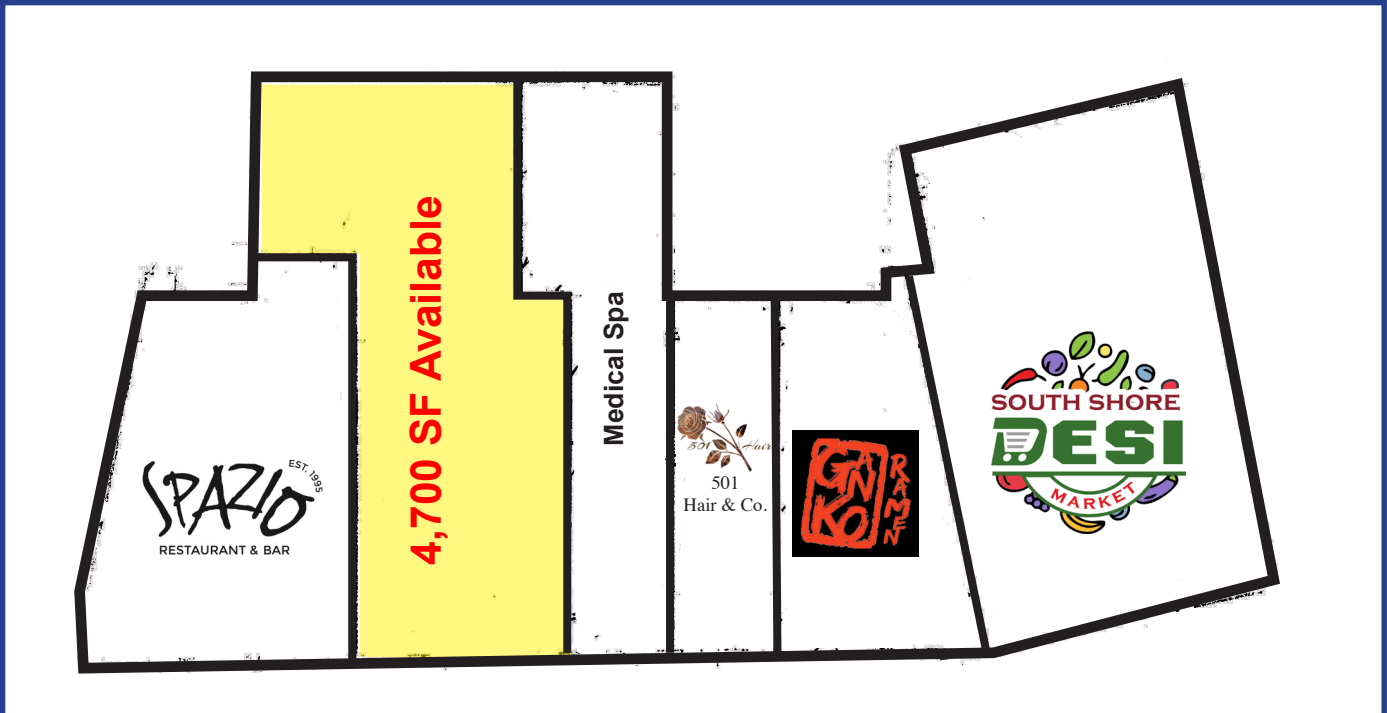 SPAZIO
EST. 1995
RESTAURANT & BAR
4,700 SF Available
Medical Spa
501 Hair
501
Hair & Co.
GANKO
RAMEN
SOUTH SHORE
DESI
MARKET